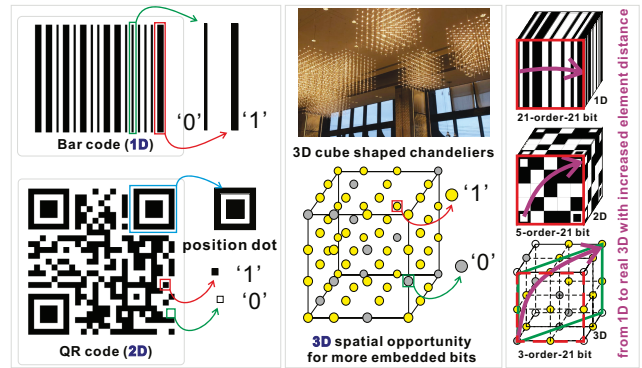 ‘0’
‘1’
Bar code (1D)
position dot
‘1’
‘0’
QR code (2D)
3D cube shaped chandeliers
‘1’
‘0’
3D spatial opportunity
for more embedded bits
1D
21-order-21 bit
2D
5-order-21 bit
3D
3-order-21 bit
from 1D to real 3D with increased element distance